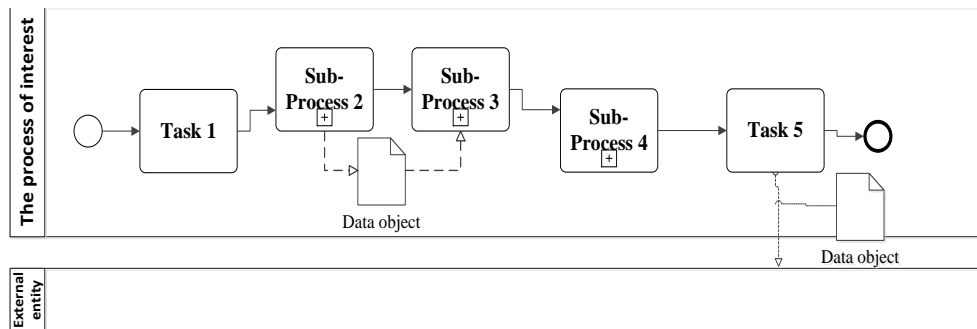 The process of interest
Task 1
Sub-
Process 2
+
Sub-
Process 3
+
Sub-
Process 4
+
Task 5
Data object
Data object
External
entity